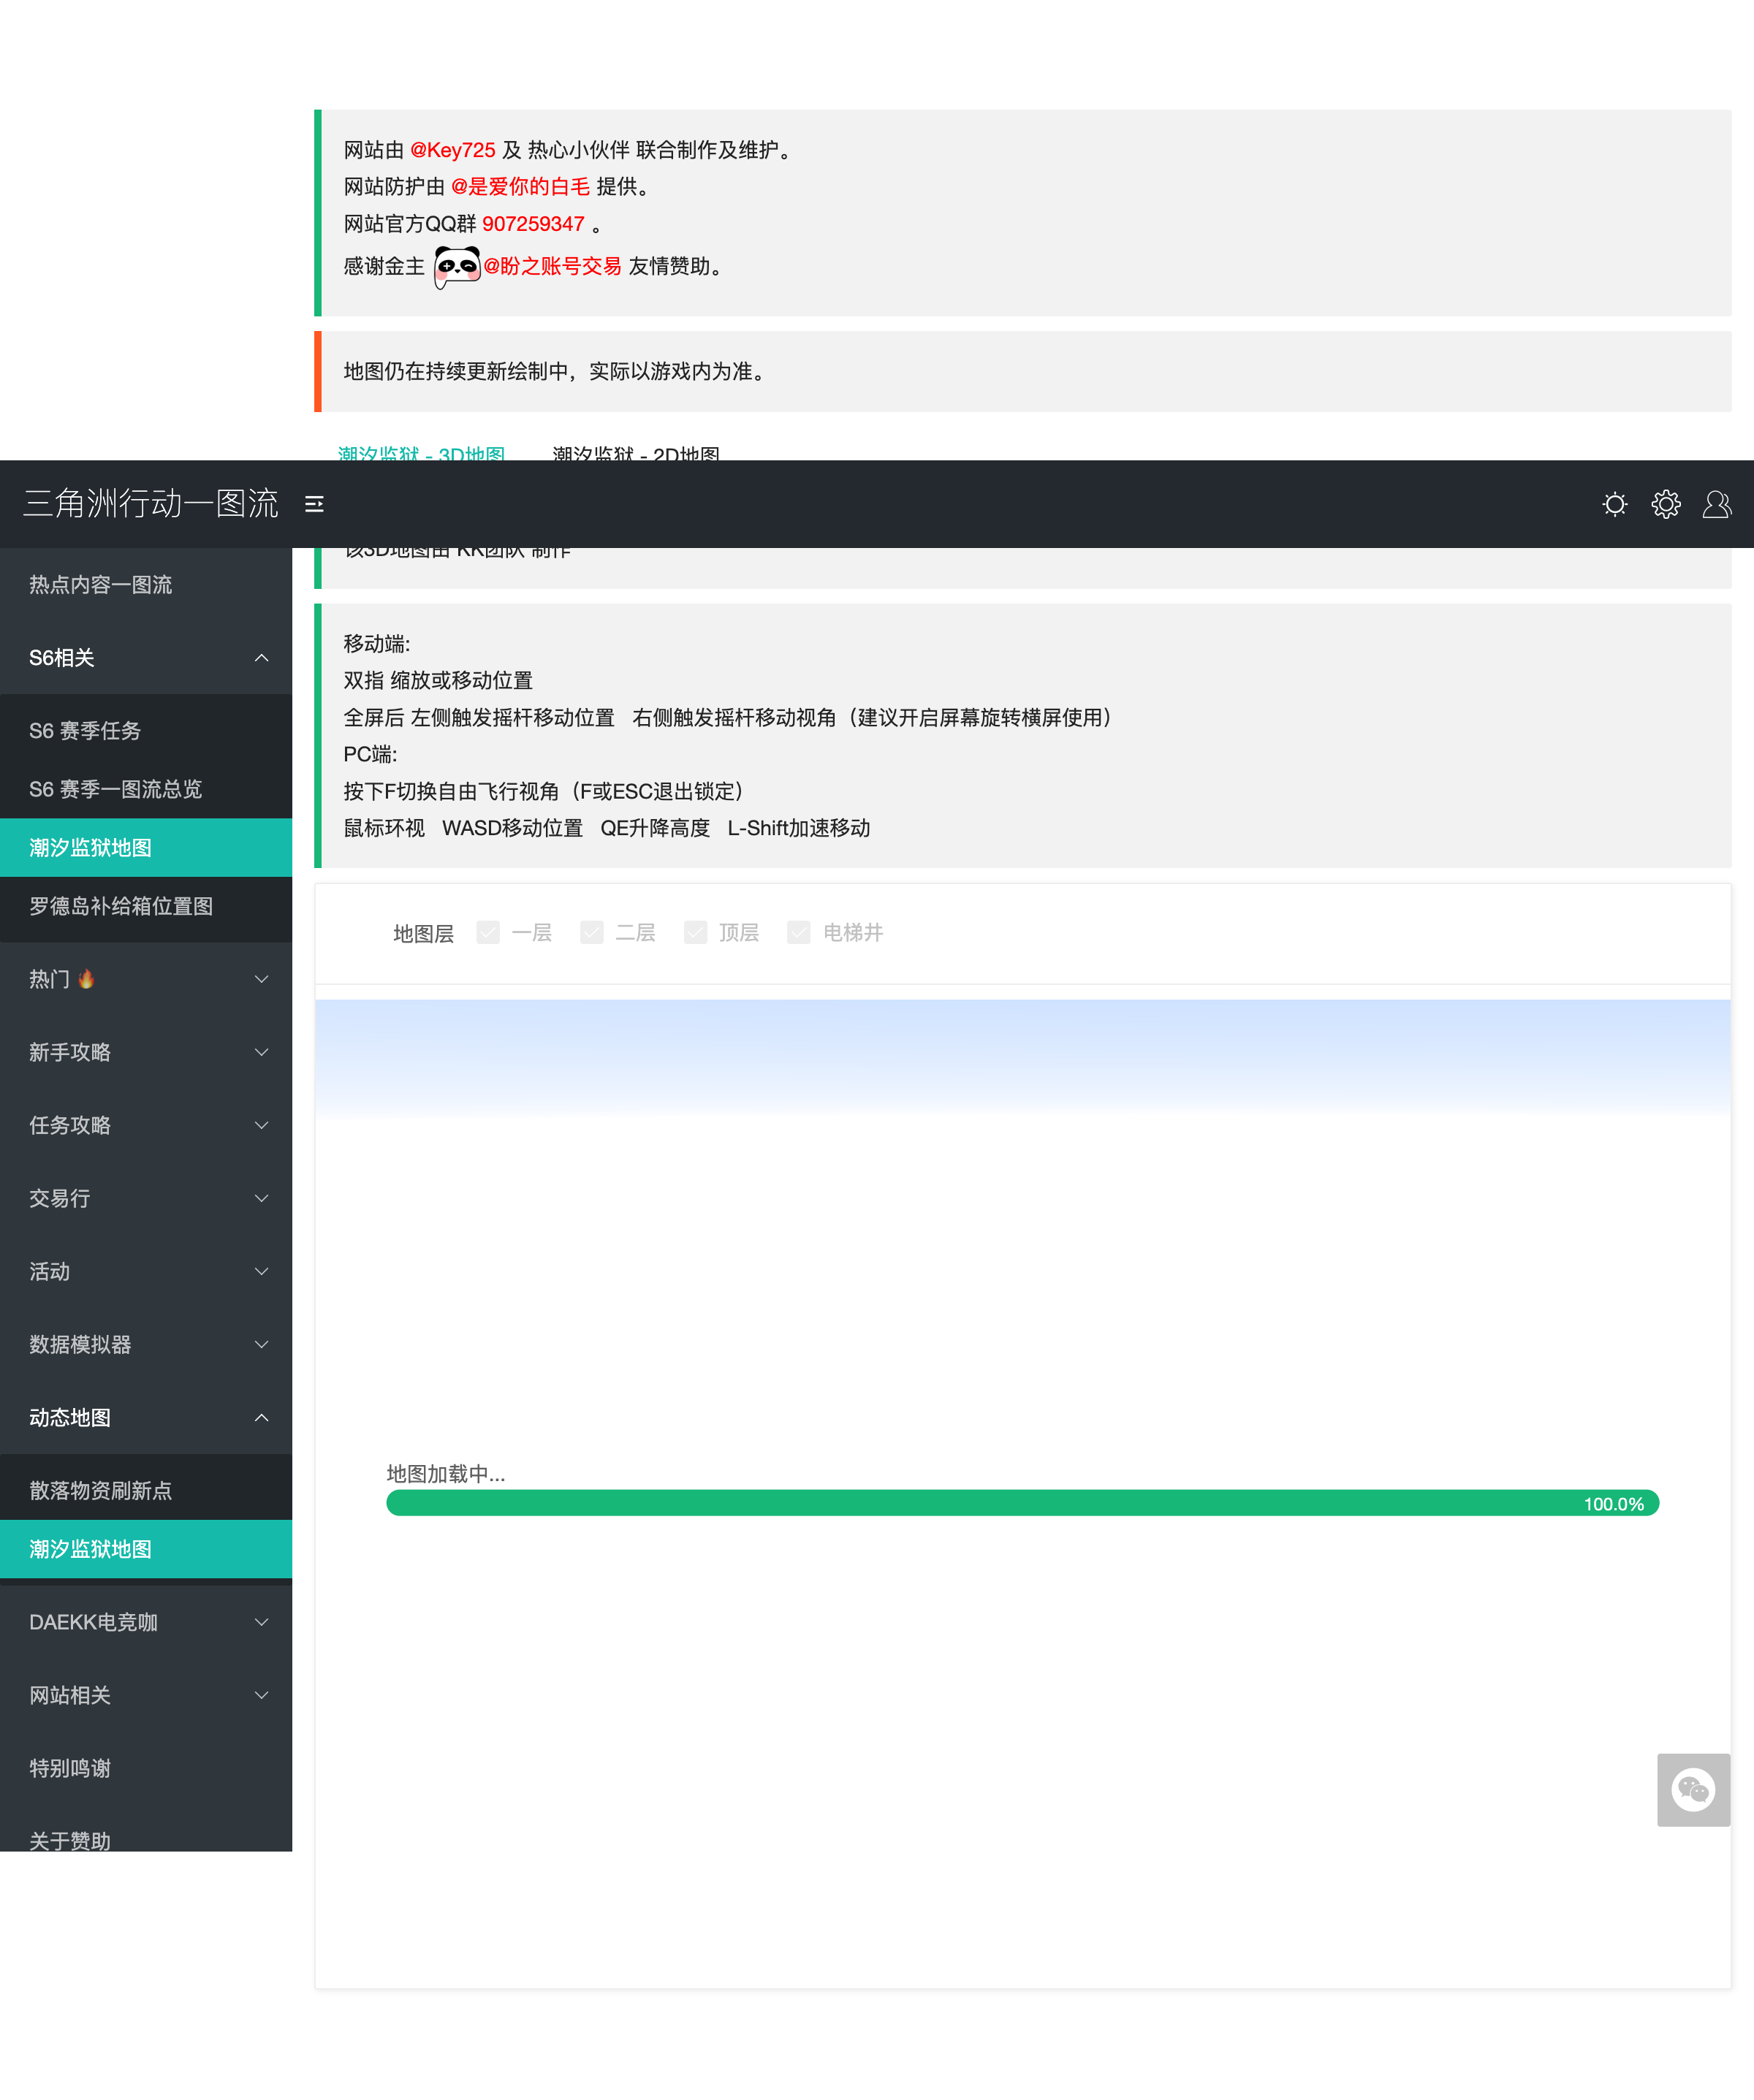 网站由 @Key725 及 热心小伙伴 联合制作及维护。
网站防护由 @是爱你的白毛 提供。
网站官方QQ群 907259347 。
感谢金主 @盼之账号交易 友情赞助。
地图仍在持续更新绘制中，实际以游戏内为准。
潮汐监狱 - 3D地图 潮汐监狱 - 2D地图
三角洲行动一图流
该3D地图由 KK团队 制作
热点内容一图流
S6相关
S6 赛季任务
S6 赛季一图流总览
潮汐监狱地图
罗德岛补给箱位置图
热门 🔥
新手攻略
任务攻略
交易行
活动
数据模拟器
动态地图
散落物资刷新点
潮汐监狱地图
DAEKK电竞咖
网站相关
特别鸣谢
关于赞助
移动端:
双指 缩放或移动位置
全屏后 左侧触发摇杆移动位置 右侧触发摇杆移动视角（建议开启屏幕旋转横屏使用）
PC端:
按下F切换自由飞行视角（F或ESC退出锁定）
鼠标环视 WASD移动位置 QE升降高度 L-Shift加速移动
地图层 一层 二层 顶层 电梯井
地图加载中...
100.0%